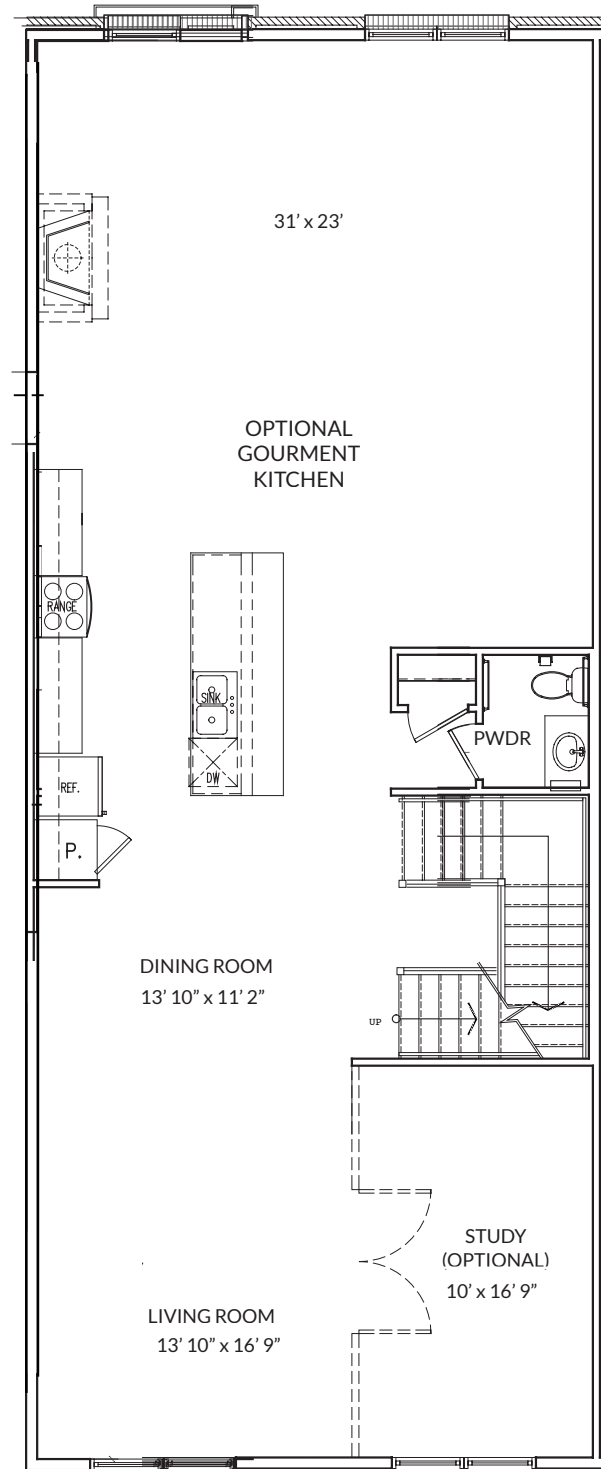 31’ x 23’
OPTIONAL
GOURMENT
KITCHEN
RANGE
SINK
DW
PWDR
REF.
P.
DINING ROOM
13’ 10” x 11’ 2”
UP
STUDY
(OPTIONAL)
10’ x 16’ 9”
LIVING ROOM
13’ 10” x 16’ 9”